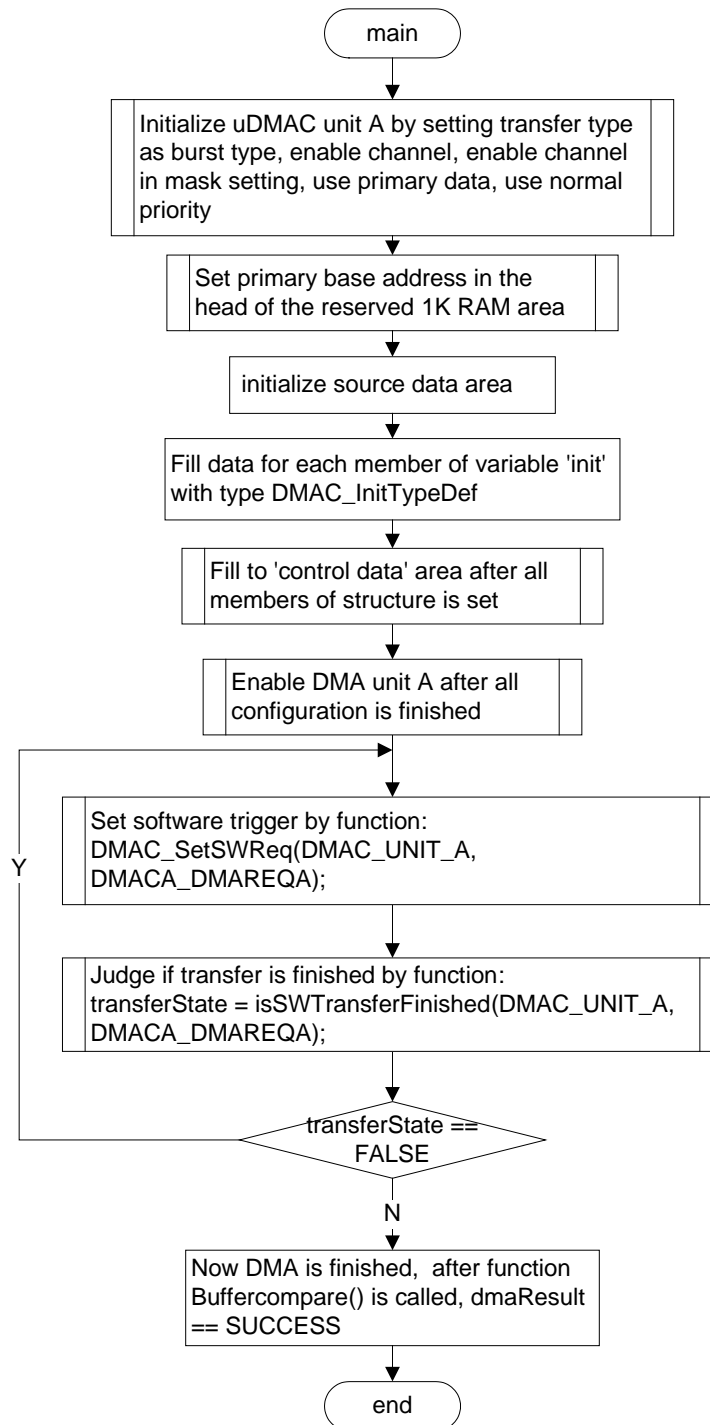 main
Initialize uDMAC unit A by setting transfer type
as burst type, enable channel, enable channel
in mask setting, use primary data, use normal
priority
Set primary base address in the
head of the reserved 1K RAM area
initialize source data area
Fill data for each member of variable 'init'
with type DMAC_InitTypeDef
Fill to 'control data' area after all
members of structure is set
Enable DMA unit A after all
configuration is finished
Set software trigger by function:
DMAC_SetSWReq(DMAC_UNIT_A,
DMACA_DMAREQA);
Y
Judge if transfer is finished by function:
transferState = isSWTransferFinished(DMAC_UNIT_A,
DMACA_DMAREQA);
transferState ==
FALSE
N
Now DMA is finished,  after function
Buffercompare() is called, dmaResult
== SUCCESS
end